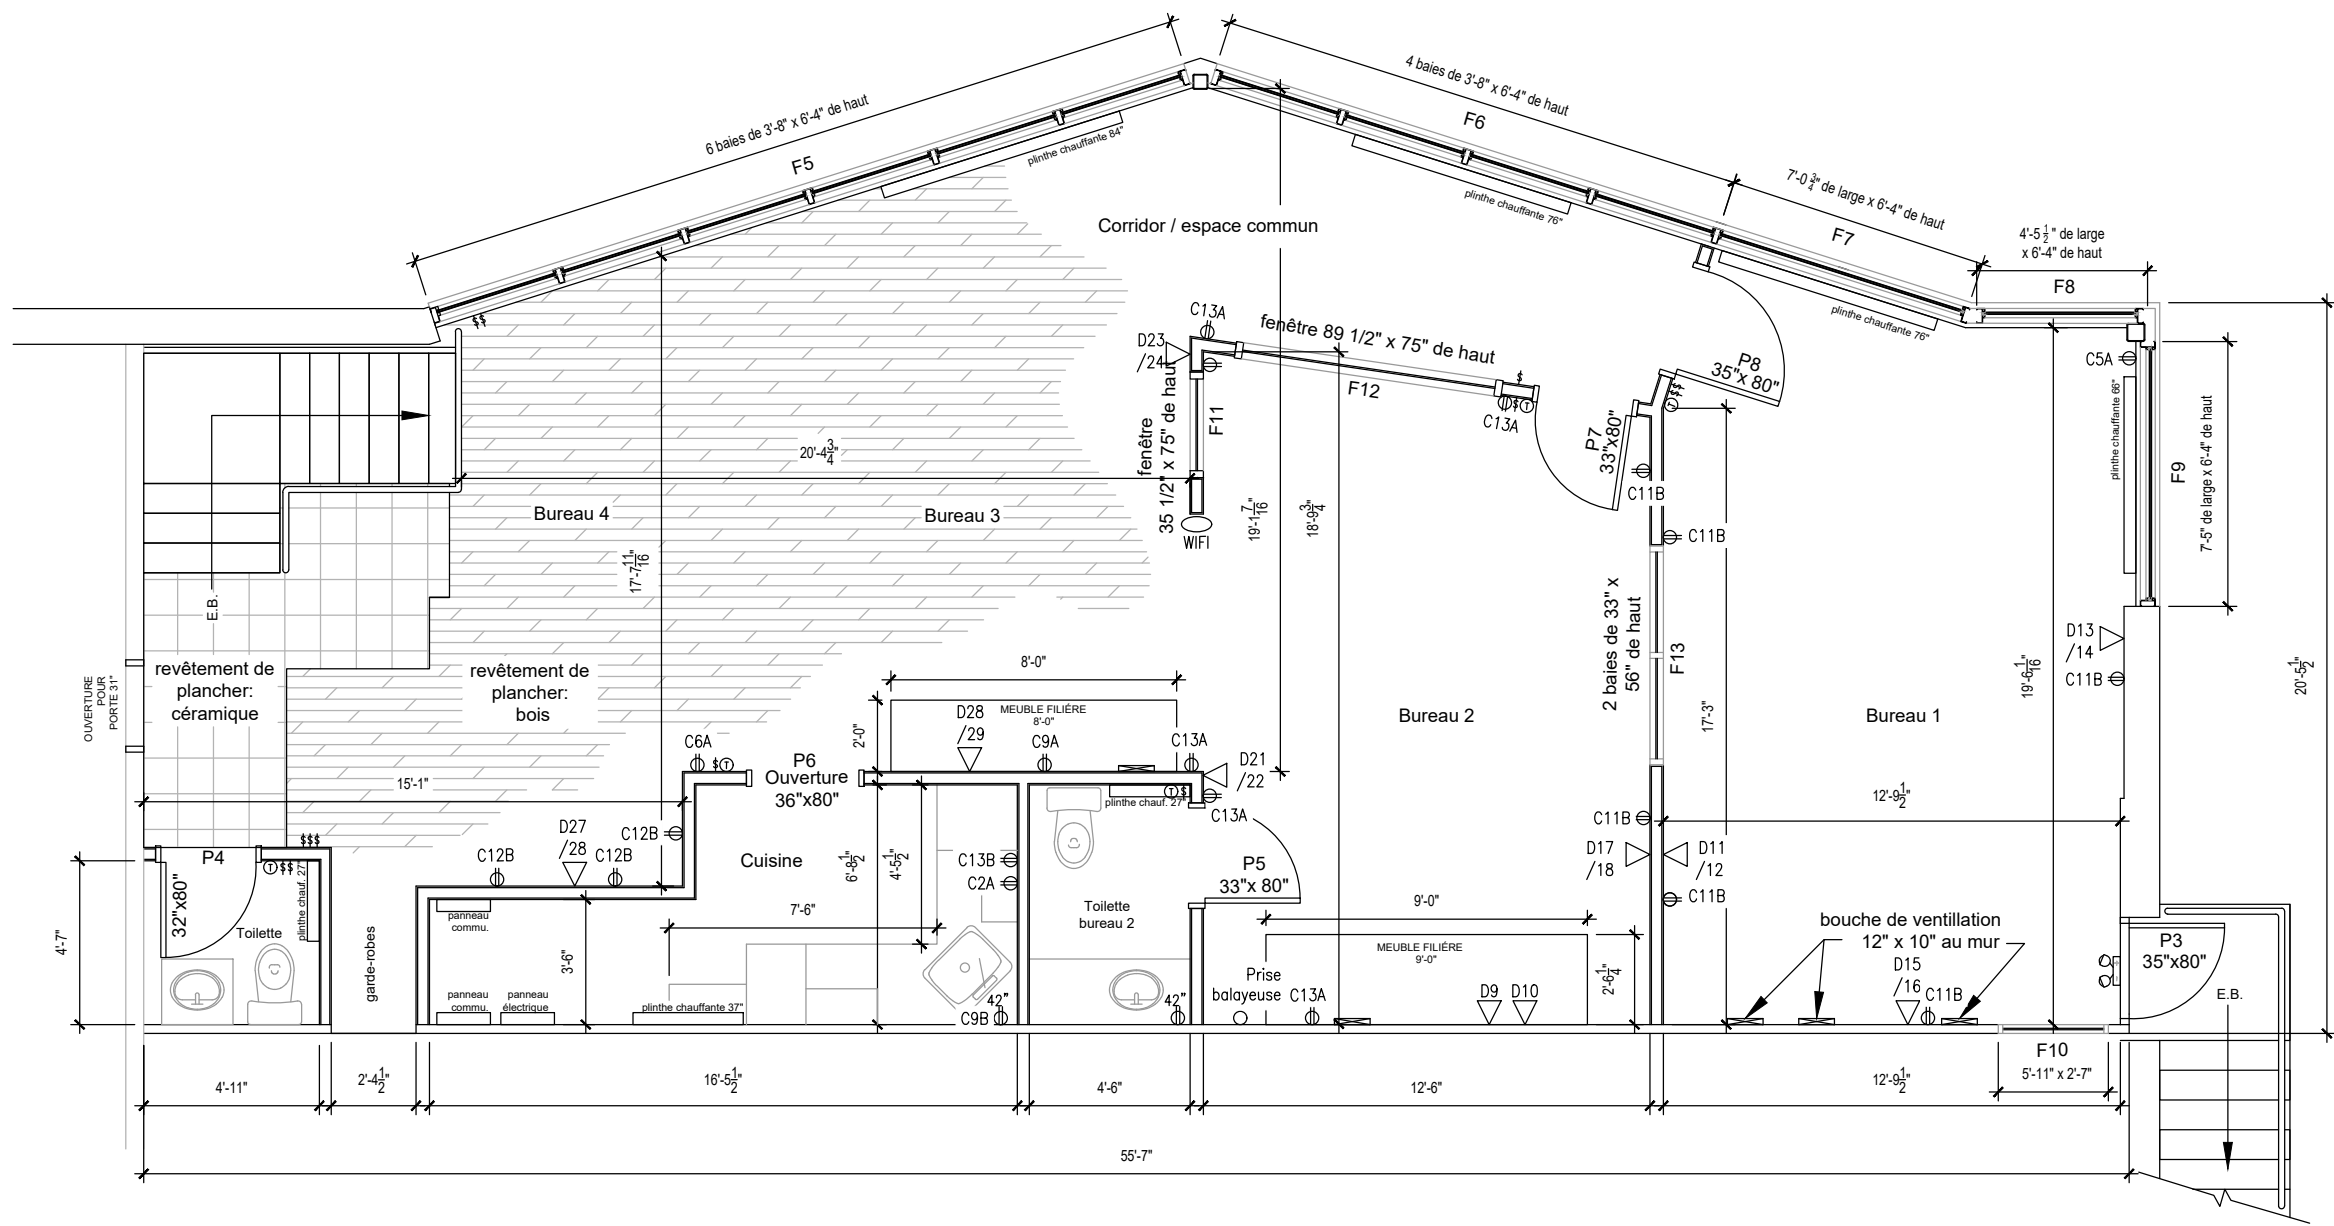 4 baies de 3'-8" x 6'-4" de haut
6 baies de 3'-8" x 6'-4" de haut
F6
F5
plinthe chauffante 84"
plinthe chauffante 76"
7'-0 3/4" de large x 6'-4" de haut
F7
4'-5 1/2" de large
x 6'-4" de haut
F8
Corridor / espace commun
plinthe chauffante 76"
$$
C13A
D23
/24
fenêtre 89 1/2" x 75" de haut
F12
$
$ T
C13A
P8
35"x 80"
$$
T
C5A
plinthe chauffante 66"
F9
7'-5" de large x 6'-4" de haut
fenêtre
35 1/2" x 75" de haut
F11
P7
33"x80"
20'-4 3/4"
C11B
C11B
Bureau 4
Bureau 3
WIFI
19'-1 7/16"
18'-9 3/4"
17'-7 11/16"
E.B.
2 baies de 33" x
56" de haut
F13
D13
/14
C11B
19'-6 1/16"
20'-5 1/2"
OUVERTURE
POUR
PORTE 31"
revêtement de
plancher:
céramique
revêtement de
plancher:
bois
8'-0"
MEUBLE FILIÉRE
8'-0"
2'-0"
D28
/29
C9A
C13A
D21
/22
Bureau 2
17'-3"
Bureau 1
C6A
$ T
P6
Ouverture
36"x80"
15'-1"
T $
plinthe chauf. 27"
C13A
12'-9 1/2"
C12B
D27
/28
C12B
C12B
C11B
$$$
P4
T $$
32"x80"
plinthe chauf. 27"
Cuisine
6'-8 1/2"
4'-5 1/2"
C13B
C2A
P5
33"x 80"
D17
/18
D11
/12
C11B
4'-7"
Toilette
garde-robes
panneau
commu.
3'-6"
7'-6"
Toilette
bureau 2
9'-0"
MEUBLE FILIÉRE
9'-0"
2'-6 1/4"
bouche de ventillation
12" x 10" au mur
P3
35"x80"
panneau
commu.
panneau
électrique
plinthe chauffante 37"
42"
C9B
42"
Prise
balayeuse
C13A
D9
D10
D15
/16
C11B
E.B.
F10
5'-11" x 2'-7"
4'-11"
2'-4 1/2"
16'-5 1/2"
4'-6"
12'-6"
12'-9 1/2"
55'-7"